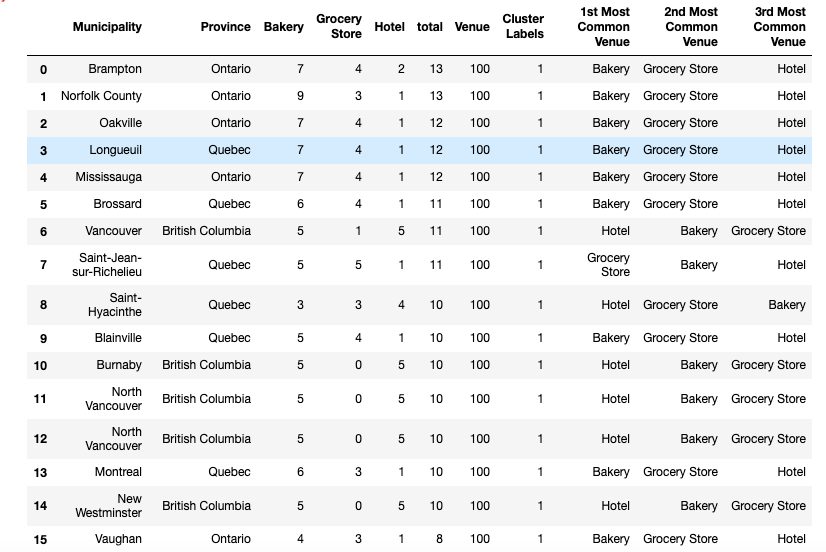 Municipality Province Bakery Grocery Store Hotel total Venue Cluster Labels 1st Most Common Venue 2nd Most Common Venue 3rd Most Common Venue
0 Brampton Ontario 7 4 2 13 100 1 Bakery Grocery Store Hotel
1 Norfolk County Ontario 9 3 1 13 100 1 Bakery Grocery Store Hotel
2 Oakville Ontario 7 4 1 12 100 1 Bakery Grocery Store Hotel
3 Longueuil Quebec 7 4 1 12 100 1 Bakery Grocery Store Hotel
4 Mississauga Ontario 7 4 1 12 100 1 Bakery Grocery Store Hotel
5 Brossard Quebec 6 4 1 11 100 1 Bakery Grocery Store Hotel
6 Vancouver British Columbia 5 1 5 11 100 1 Hotel Bakery Grocery Store
7 Saint-Jean-sur-Richelieu Quebec 5 5 1 11 100 1 Grocery Store Bakery Hotel
8 Saint-Hyacinthe Quebec 3 3 4 10 100 1 Hotel Grocery Store Bakery
9 Blainville Quebec 5 4 1 10 100 1 Bakery Grocery Store Hotel
10 Burnaby British Columbia 5 0 5 10 100 1 Hotel Bakery Grocery Store
11 North Vancouver British Columbia 5 0 5 10 100 1 Hotel Bakery Grocery Store
12 North Vancouver British Columbia 5 0 5 10 100 1 Hotel Bakery Grocery Store
13 Montreal Quebec 6 3 1 10 100 1 Bakery Grocery Store Hotel
14 New Westminster British Columbia 5 0 5 10 100 1 Hotel Bakery Grocery Store
15 Vaughan Ontario 4 3 1 8 100 1 Bakery Grocery Store Hotel